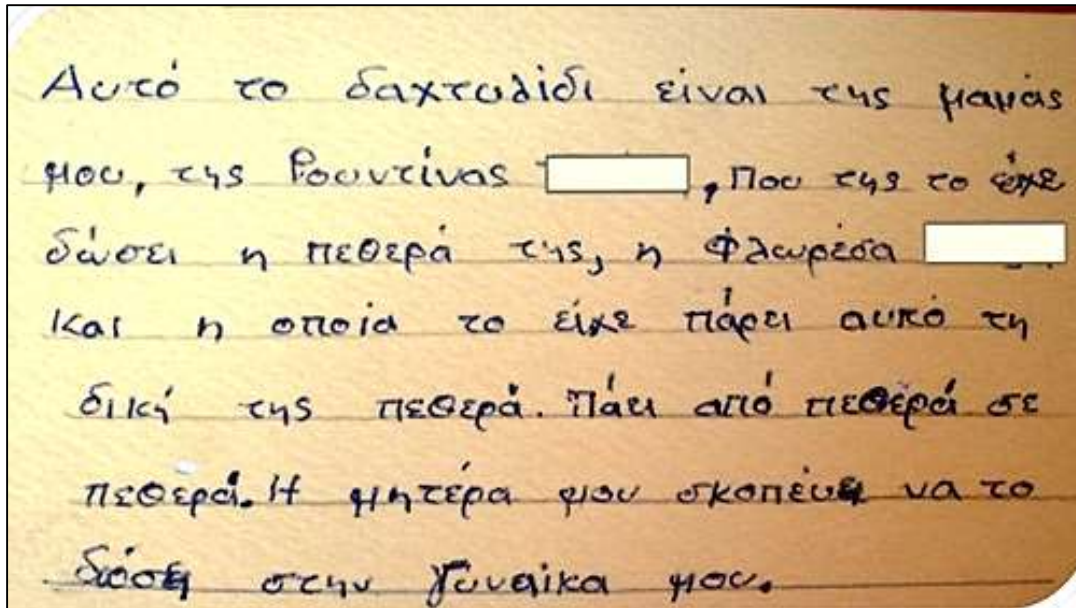 Αυτό το δαχτυλίδι είναι της μαμάς
μου, της Ρουντίνας , που της το είχε
δώσει η πεθερά της, η Φλωρέσα
και η οποία το είχε πάρει από τη
δική της πεθερά. Πάει από πεθερά σε
πεθερά. Η μητέρα μου σκοπεύει να το
δώσει στην γυναίκα μου.